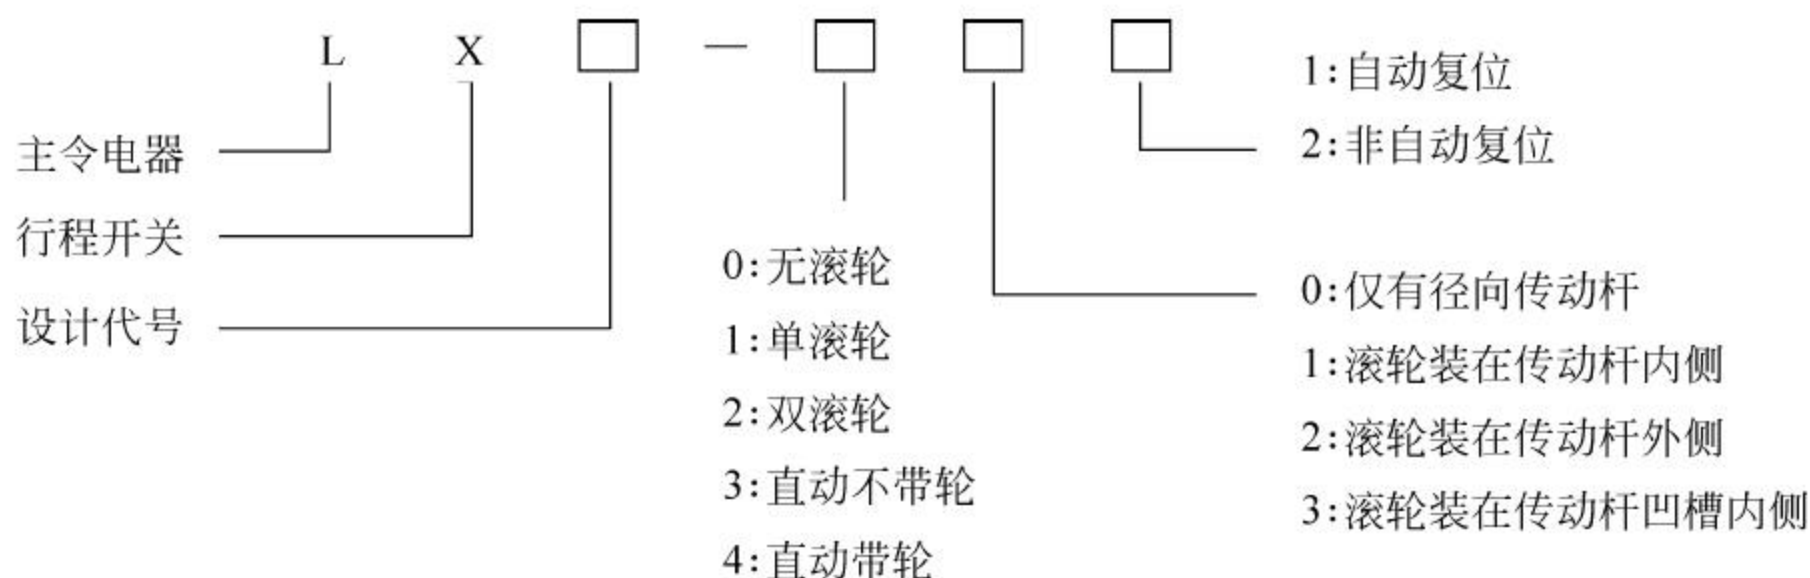 L X □ — □ □ □
主令电器
行程开关
设计代号
0:无滚轮
1:单滚轮
2:双滚轮
3:直动不带轮
4:直动带轮
1:自动复位
2:非自动复位
0:仅有径向传动杆
1:滚轮装在传动杆内侧
2:滚轮装在传动杆外侧
3:滚轮装在传动杆凹槽内侧